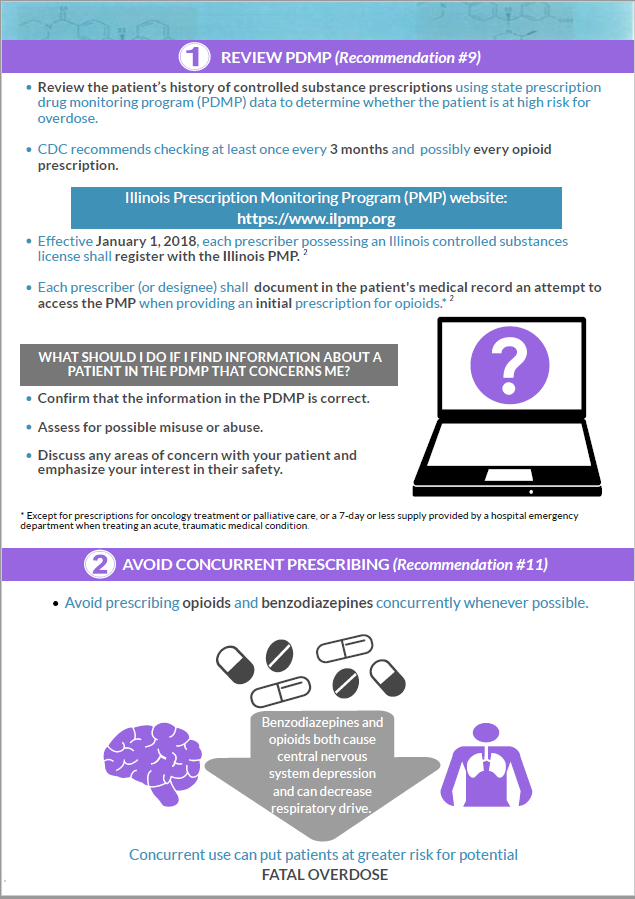 1 REVIEW PDMP (Recommendation #9)
• Review the patient’s history of controlled substance prescriptions using state prescription
drug monitoring program (PDMP) data to determine whether the patient is at high risk for
overdose.
• CDC recommends checking at least once every 3 months and possibly every opioid
prescription.
Illinois Prescription Monitoring Program (PMP) website:
https://www.ilpmp.org
• Effective January 1, 2018, each prescriber possessing an Illinois controlled substances
license shall register with the Illinois PMP. 2
• Each prescriber (or designee) shall document in the patient's medical record an attempt to
access the PMP when providing an initial prescription for opioids.* 2
WHAT SHOULD I DO IF I FIND INFORMATION ABOUT A
PATIENT IN THE PDMP THAT CONCERNS ME?
• Confirm that the information in the PDMP is correct.
• Assess for possible misuse or abuse.
• Discuss any areas of concern with your patient and
emphasize your interest in their safety.
?
* Except for prescriptions for oncology treatment or palliative care, or a 7-day or less supply provided by a hospital emergency
department when treating an acute, traumatic medical condition.
2 AVOID CONCURRENT PRESCRIBING (Recommendation #11)
• Avoid prescribing opioids and benzodiazepines concurrently whenever possible.
Benzodiazepines and
opioids both cause
central nervous
system depression
and can decrease
respiratory drive.
Concurrent use can put patients at greater risk for potential
FATAL OVERDOSE